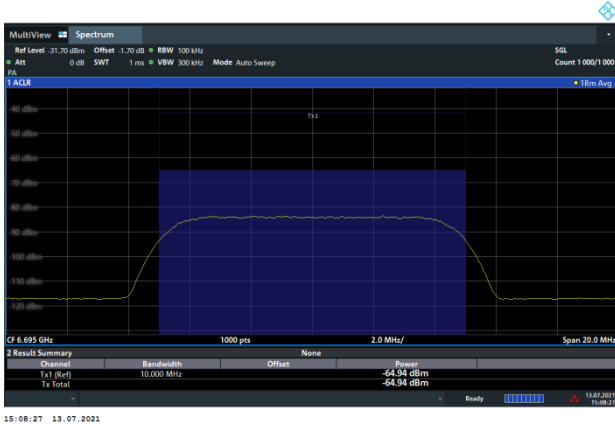 MultiView Spectrum
Ref Level -31.70 dBm Offset -1.70 dB RBW 100 kHz SGL
Att 0 dB SWT 1 ms VBW 300 kHz Mode Auto Sweep Count 1 000/1 000
PA
1 ACLR 1Rm Avg
-40 dBm
Tx1
-50 dBm
-60 dBm
-70 dBm
-80 dBm
-90 dBm
-100 dBm
-110 dBm
-120 dBm
CF 6.695 GHz 1000 pts 2.0 MHz/ Span 20.0 MHz
2 Result Summary None
Channel Bandwidth Offset Power
Tx1 (Ref) 10.000 MHz -64.94 dBm
Tx Total -64.94 dBm
Ready 13.07.2021
15:08:27
15:08:27 13.07.2021